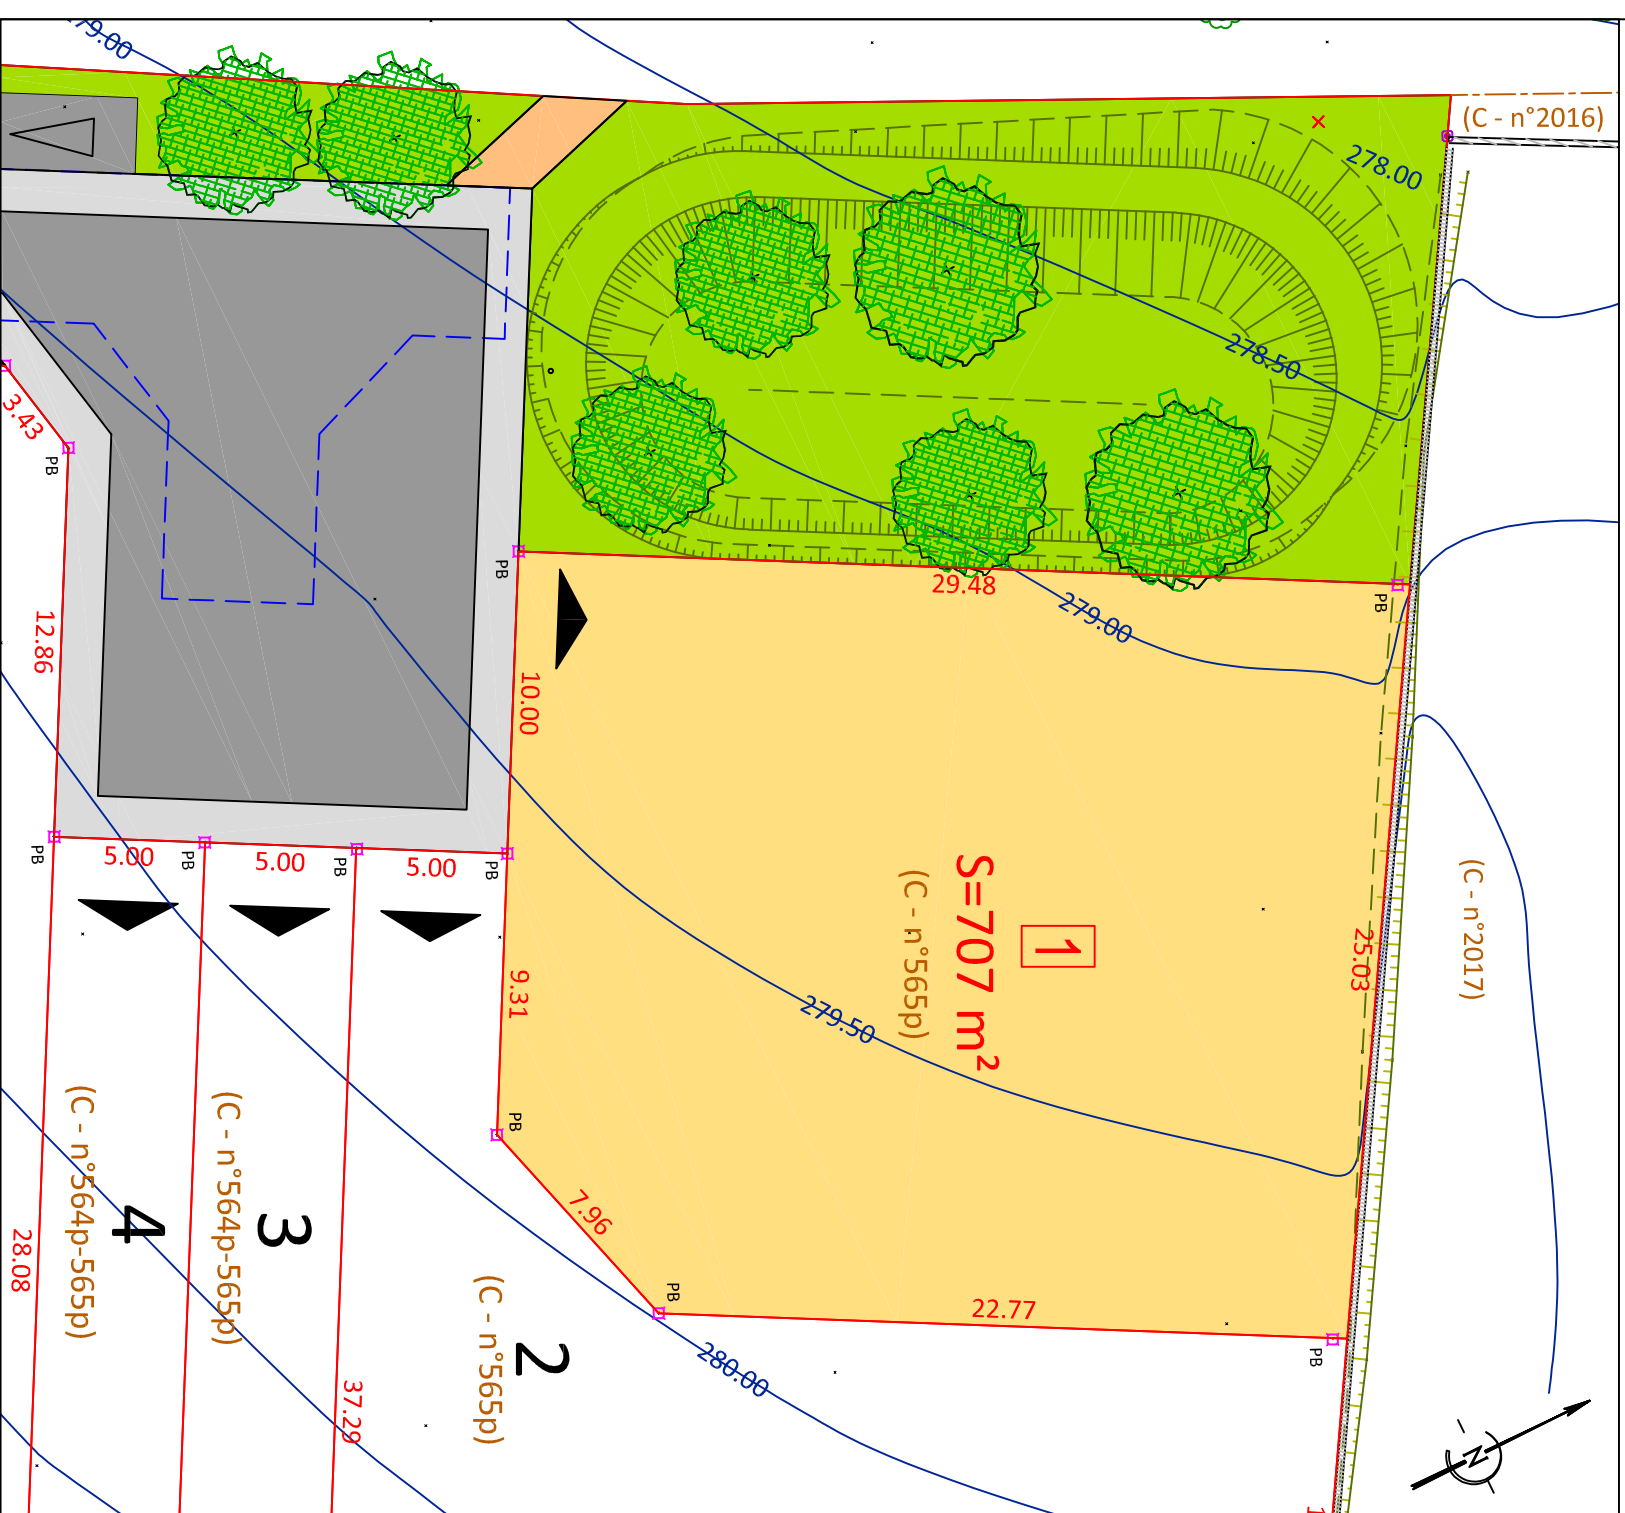 279.00
(C - n°2016)
278.00
278.50
3.43
PB
PB
29.48
PB
279.00
12.86
10.00
PB
5.00
PB
5.00
PB
5.00
PB
1
S=707 m²
(C - n°565p)
25.03
(C - n°2017)
9.31
279.50
PB
7.96
4
(C - n°564p-565p)
3
(C - n°564p-565p)
28.08
PB
22.77
PB
2
(C - n°565p)
280.00
37.29
N
1